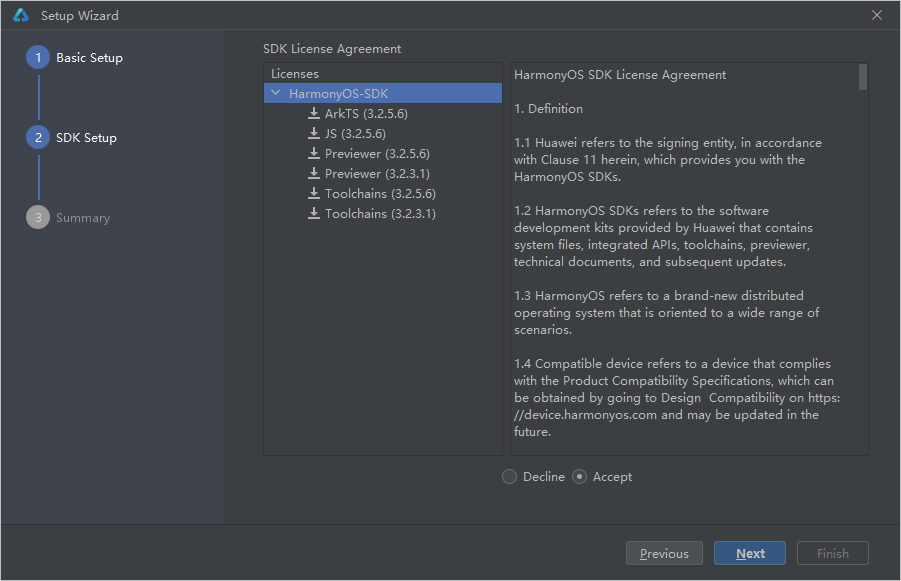 Setup Wizard
1 Basic Setup
2 SDK Setup
3 Summary
SDK License Agreement
Licenses
HarmonyOS-SDK
ArkTS (3.2.5.6)
JS (3.2.5.6)
Previewer (3.2.5.6)
Previewer (3.2.3.1)
Toolchains (3.2.5.6)
Toolchains (3.2.3.1)
HarmonyOS SDK License Agreement
1. Definition
1.1 Huawei refers to the signing entity, in accordance
with Clause 11 herein, which provides you with the
HarmonyOS SDKs.
1.2 HarmonyOS SDKs refers to the software
development kits provided by Huawei that contains
system files, integrated APIs, toolchains, previewer,
technical documents, and subsequent updates.
1.3 HarmonyOS refers to a brand-new distributed
operating system that is oriented to a wide range of
scenarios.
1.4 Compatible device refers to a device that complies
with the Product Compatibility Specifications, which can
be obtained by going to Design  Compatibility on https:
//device.harmonyos.com and may be updated in the
future.
Decline Accept
Previous Next Finish